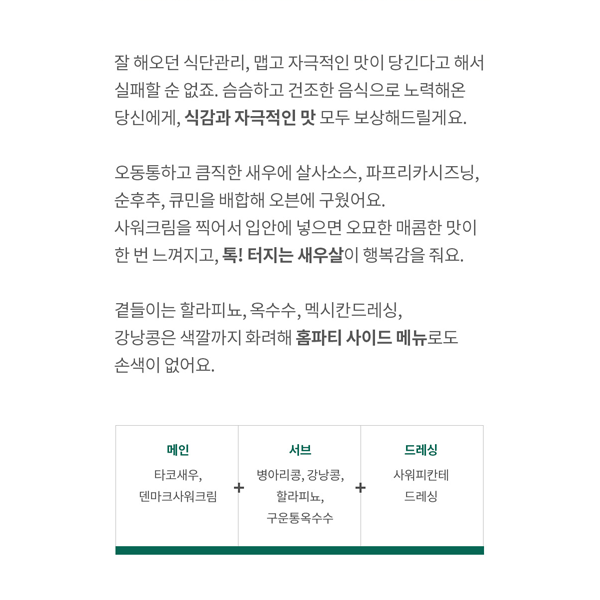 잘 해오던 식단관리, 맵고 자극적인 맛이 당긴다고 해서
실패할 순 없죠. 슴슴하고 건조한 음식으로 노력해온
당신에게, 식감과 자극적인 맛 모두 보상해드릴게요.
오동통하고 큼직한 새우에 살사소스, 파프리카시즈닝,
순후추, 큐민을 배합해 오븐에 구웠어요.
사워크림을 찍어서 입안에 넣으면 오묘한 매콤한 맛이
한 번 느껴지고, 톡! 터지는 새우살이 행복감을 줘요.
곁들이는 할라피뇨, 옥수수, 멕시칸드레싱,
강낭콩은 색깔까지 화려해 홈파티 사이드 메뉴로도
손색이 없어요.
메인
타코새우,
덴마크사워크림
+
서브
병아리콩, 강낭콩,
할라피뇨,
구운통옥수수
+
드레싱
사워피칸테
드레싱